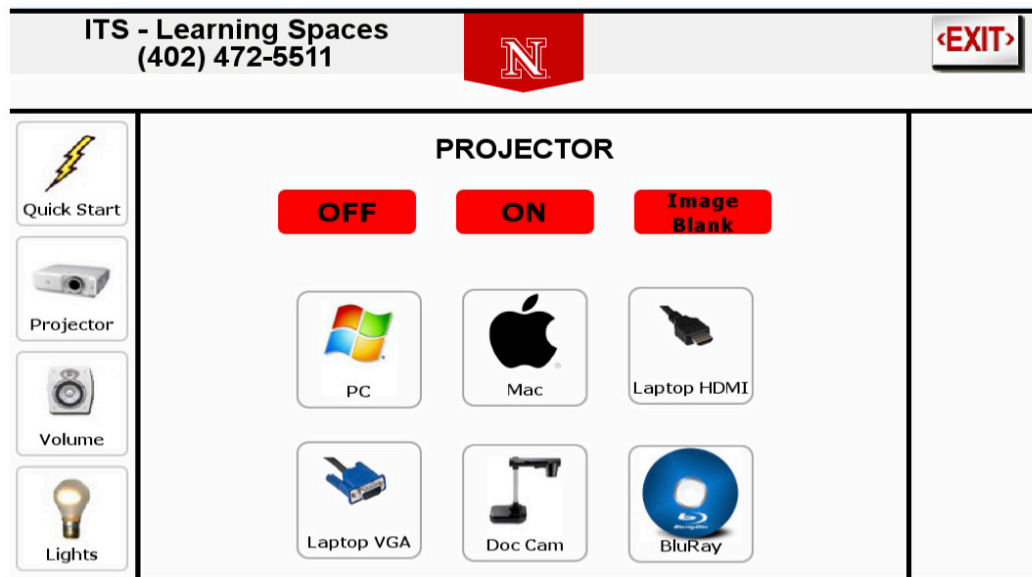 ITS - Learning Spaces
(402) 472-5511
N
‹EXIT›
Quick Start
Projector
Volume
Lights
PROJECTOR
OFF
ON
Image
Blank
PC
Mac
Laptop HDMI
Laptop VGA
Doc Cam
BluRay